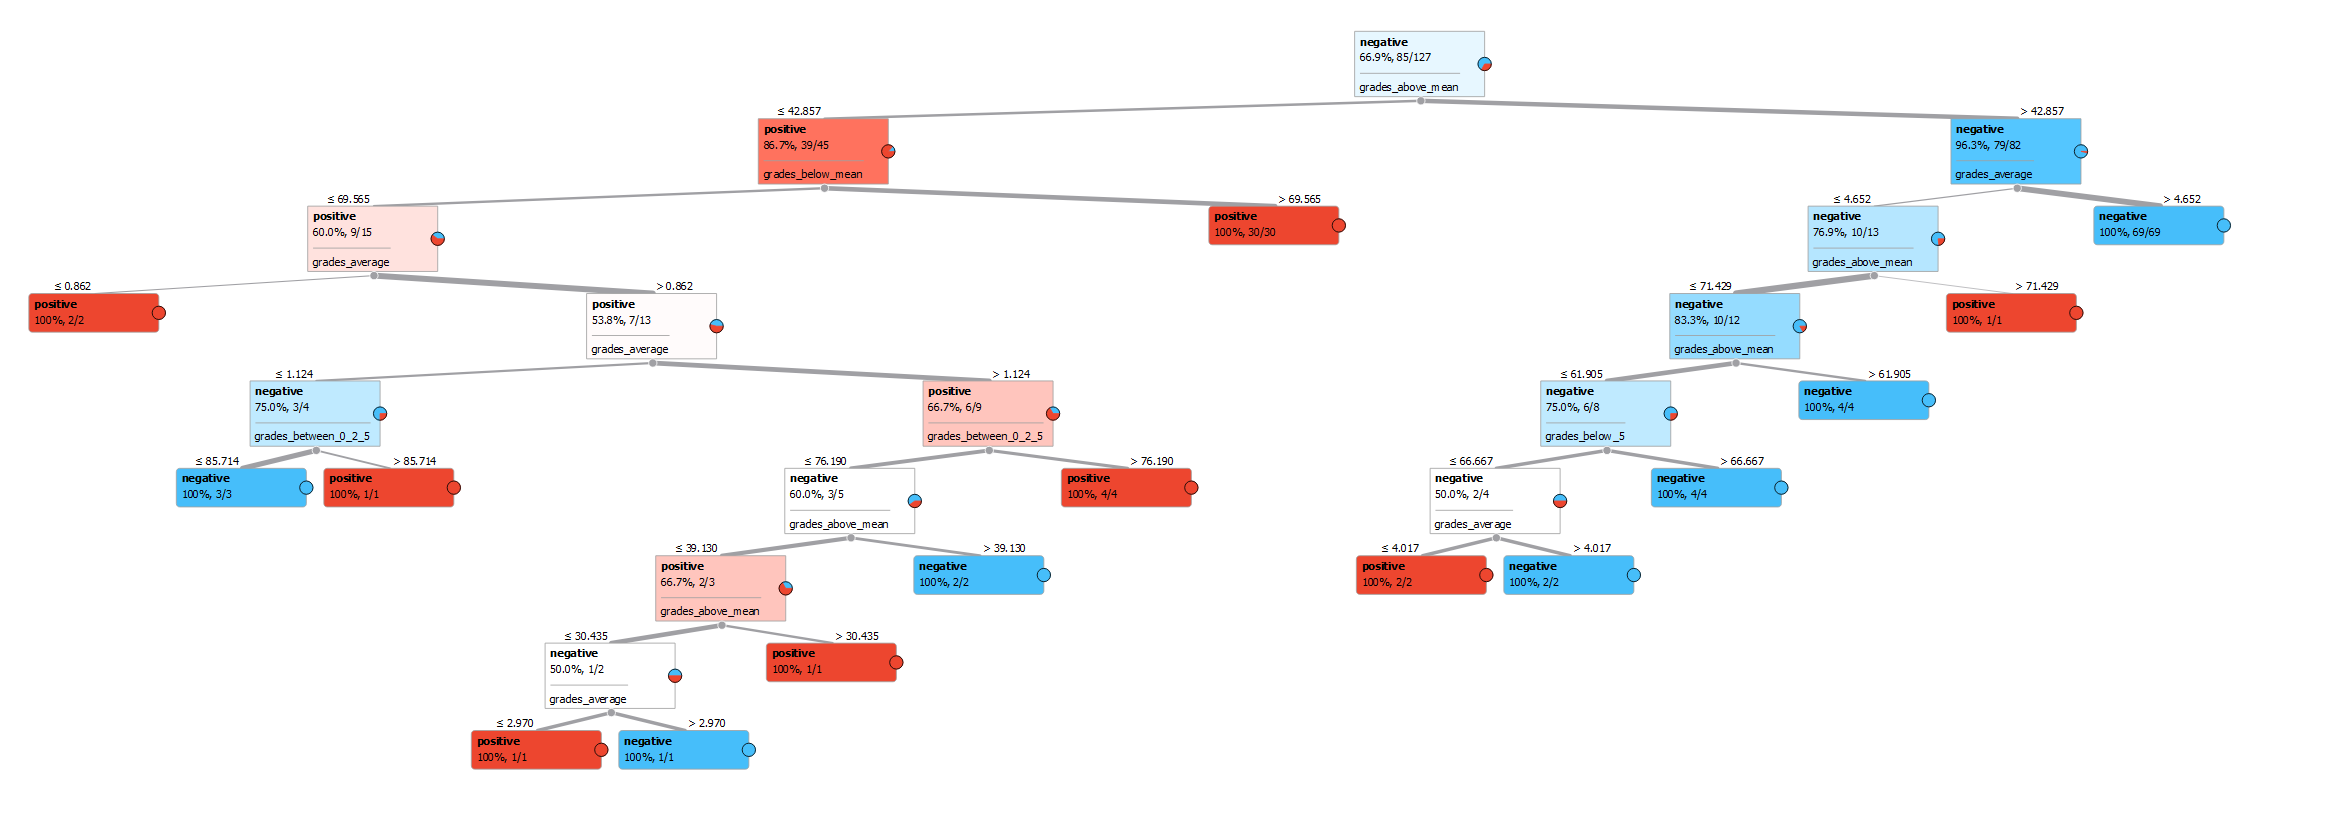 negative
66.9%, 85/127
grades_above_mean
≤ 42.857
> 42.857
positive
86.7%, 39/45
grades_below_mean
negative
96.3%, 79/82
grades_average
≤ 69.565
> 69.565
≤ 4.652
> 4.652
positive
60.0%, 9/15
grades_average
positive
100%, 30/30
negative
76.9%, 10/13
grades_above_mean
negative
100%, 69/69
≤ 0.862
> 0.862
≤ 71.429
> 71.429
positive
100%, 2/2
positive
53.8%, 7/13
grades_average
negative
83.3%, 10/12
grades_above_mean
positive
100%, 1/1
≤ 1.124
> 1.124
≤ 61.905
> 61.905
negative
75.0%, 3/4
grades_between_0_2_5
positive
66.7%, 6/9
grades_between_0_2_5
negative
75.0%, 6/8
grades_below_5
negative
100%, 4/4
≤ 85.714
> 85.714
≤ 76.190
> 76.190
≤ 66.667
> 66.667
negative
100%, 3/3
positive
100%, 1/1
negative
60.0%, 3/5
grades_above_mean
positive
100%, 4/4
negative
50.0%, 2/4
grades_average
negative
100%, 4/4
≤ 39.130
> 39.130
≤ 4.017
> 4.017
positive
66.7%, 2/3
grades_above_mean
negative
100%, 2/2
positive
100%, 2/2
negative
100%, 2/2
≤ 30.435
> 30.435
negative
50.0%, 1/2
grades_average
positive
100%, 1/1
≤ 2.970
> 2.970
positive
100%, 1/1
negative
100%, 1/1